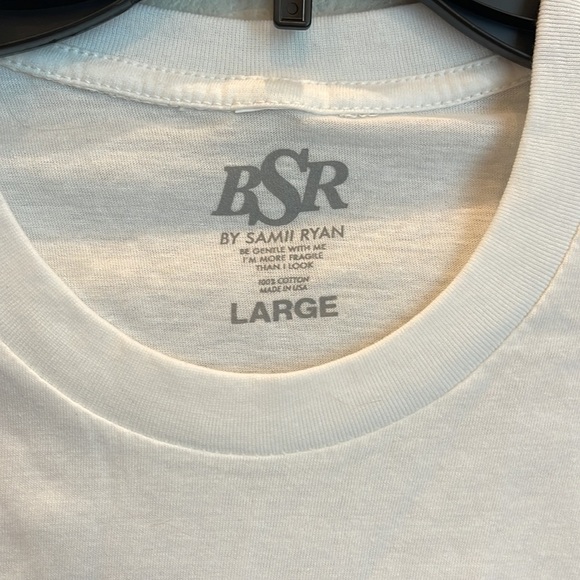 BSR
BY SAMII RYAN
BE GENTLE WITH ME
I'M MORE FRAGILE
THAN I LOOK
100% COTTON
MADE IN USA
LARGE